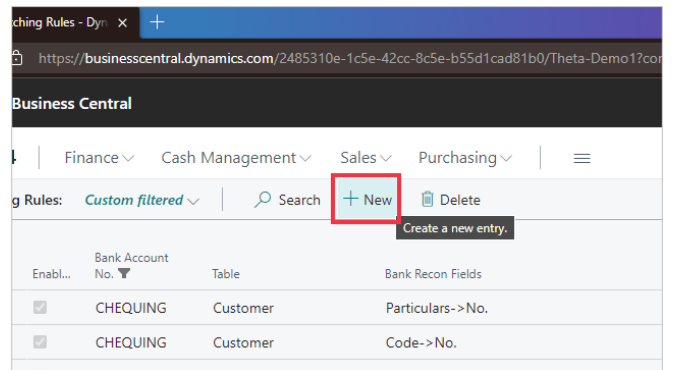 tching Rules - Dyn
https://businesscentral.dynamics.com/2485310e-1c5e-42cc-8c5e-b55d1cad81b0/Theta-Demo1?co
Business Central
Finance Cash Management Sales Purchasing
g Rules: Custom filtered Search + New Delete
Create a new entry.
Enabl... Bank Account No. Table Bank Recon Fields
CHEQUING Customer Particulars->No.
CHEQUING Customer Code->No.